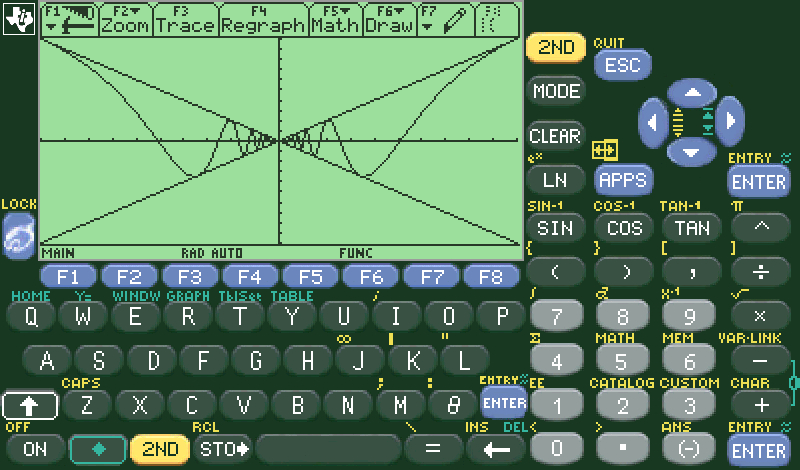 F1 F2 F3 F4 F5 F6 F7
Zoom Trace Regraph Math Draw
MAIN RAD AUTO FUNC
2ND QUIT
ESC
MODE
CLEAR
eˣ ENTRY ≈
LN APPS ENTER
LOCK
SIN-1 COS-1 TAN-1 π
SIN COS TAN ^
{ } [ ]
( ) , ÷
F1 F2 F3 F4 F5 F6 F7 F8
HOME Y= WINDW GRAPH TblSet TABLE /
Q W E R T Y U I O P
∫ X-1 √
7 8 9 ×
∞ | "
A S D F G H J K L
Σ MATH MEM VAR-LINK
4 5 6 −
CAPS ; : ENTRY≈
Z X C V B N M θ ENTER
EE CATALOG CUSTOM CHAR
1 2 3 +
OFF RCL \ INS DEL
ON 2ND STO = ←
< > ANS ENTRY ≈
0 . (-) ENTER